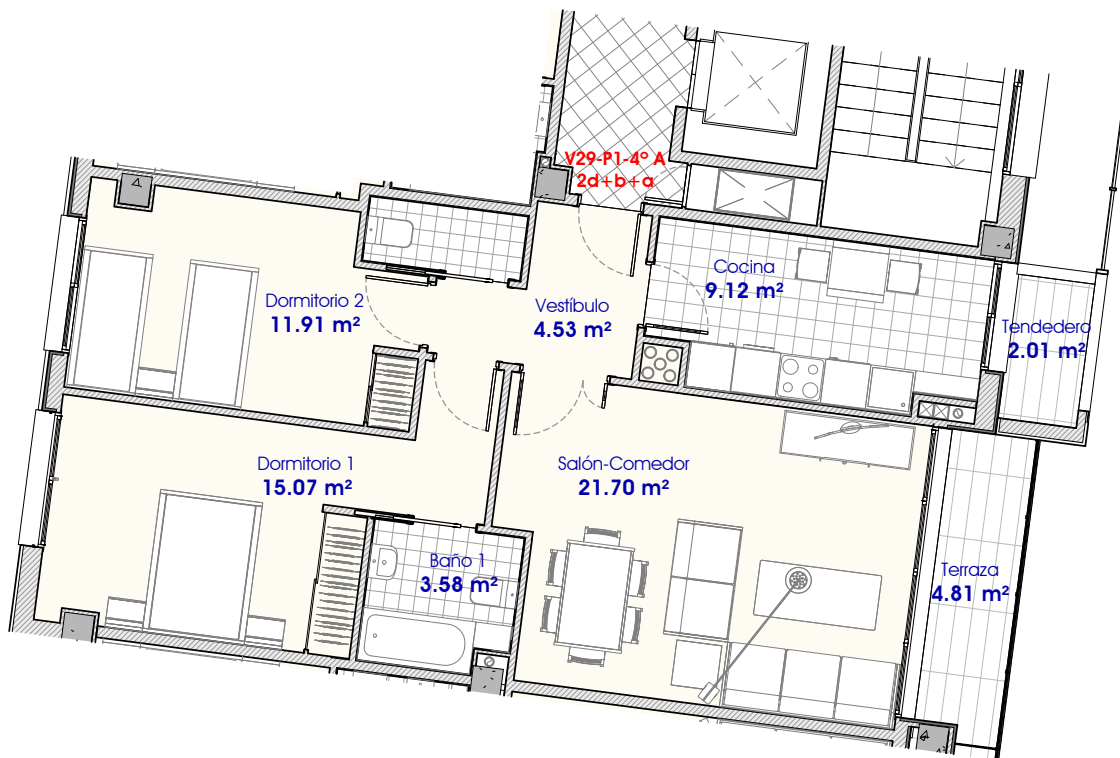 V29-P1-4º A
2d+b+a
Cocina
9.12 m²
Dormitorio 2
11.91 m²
Vestíbulo
4.53 m²
Tendedero
2.01 m²
Dormitorio 1
15.07 m²
Salón-Comedor
21.70 m²
Baño 1
3.58 m²
Terraza
4.81 m²